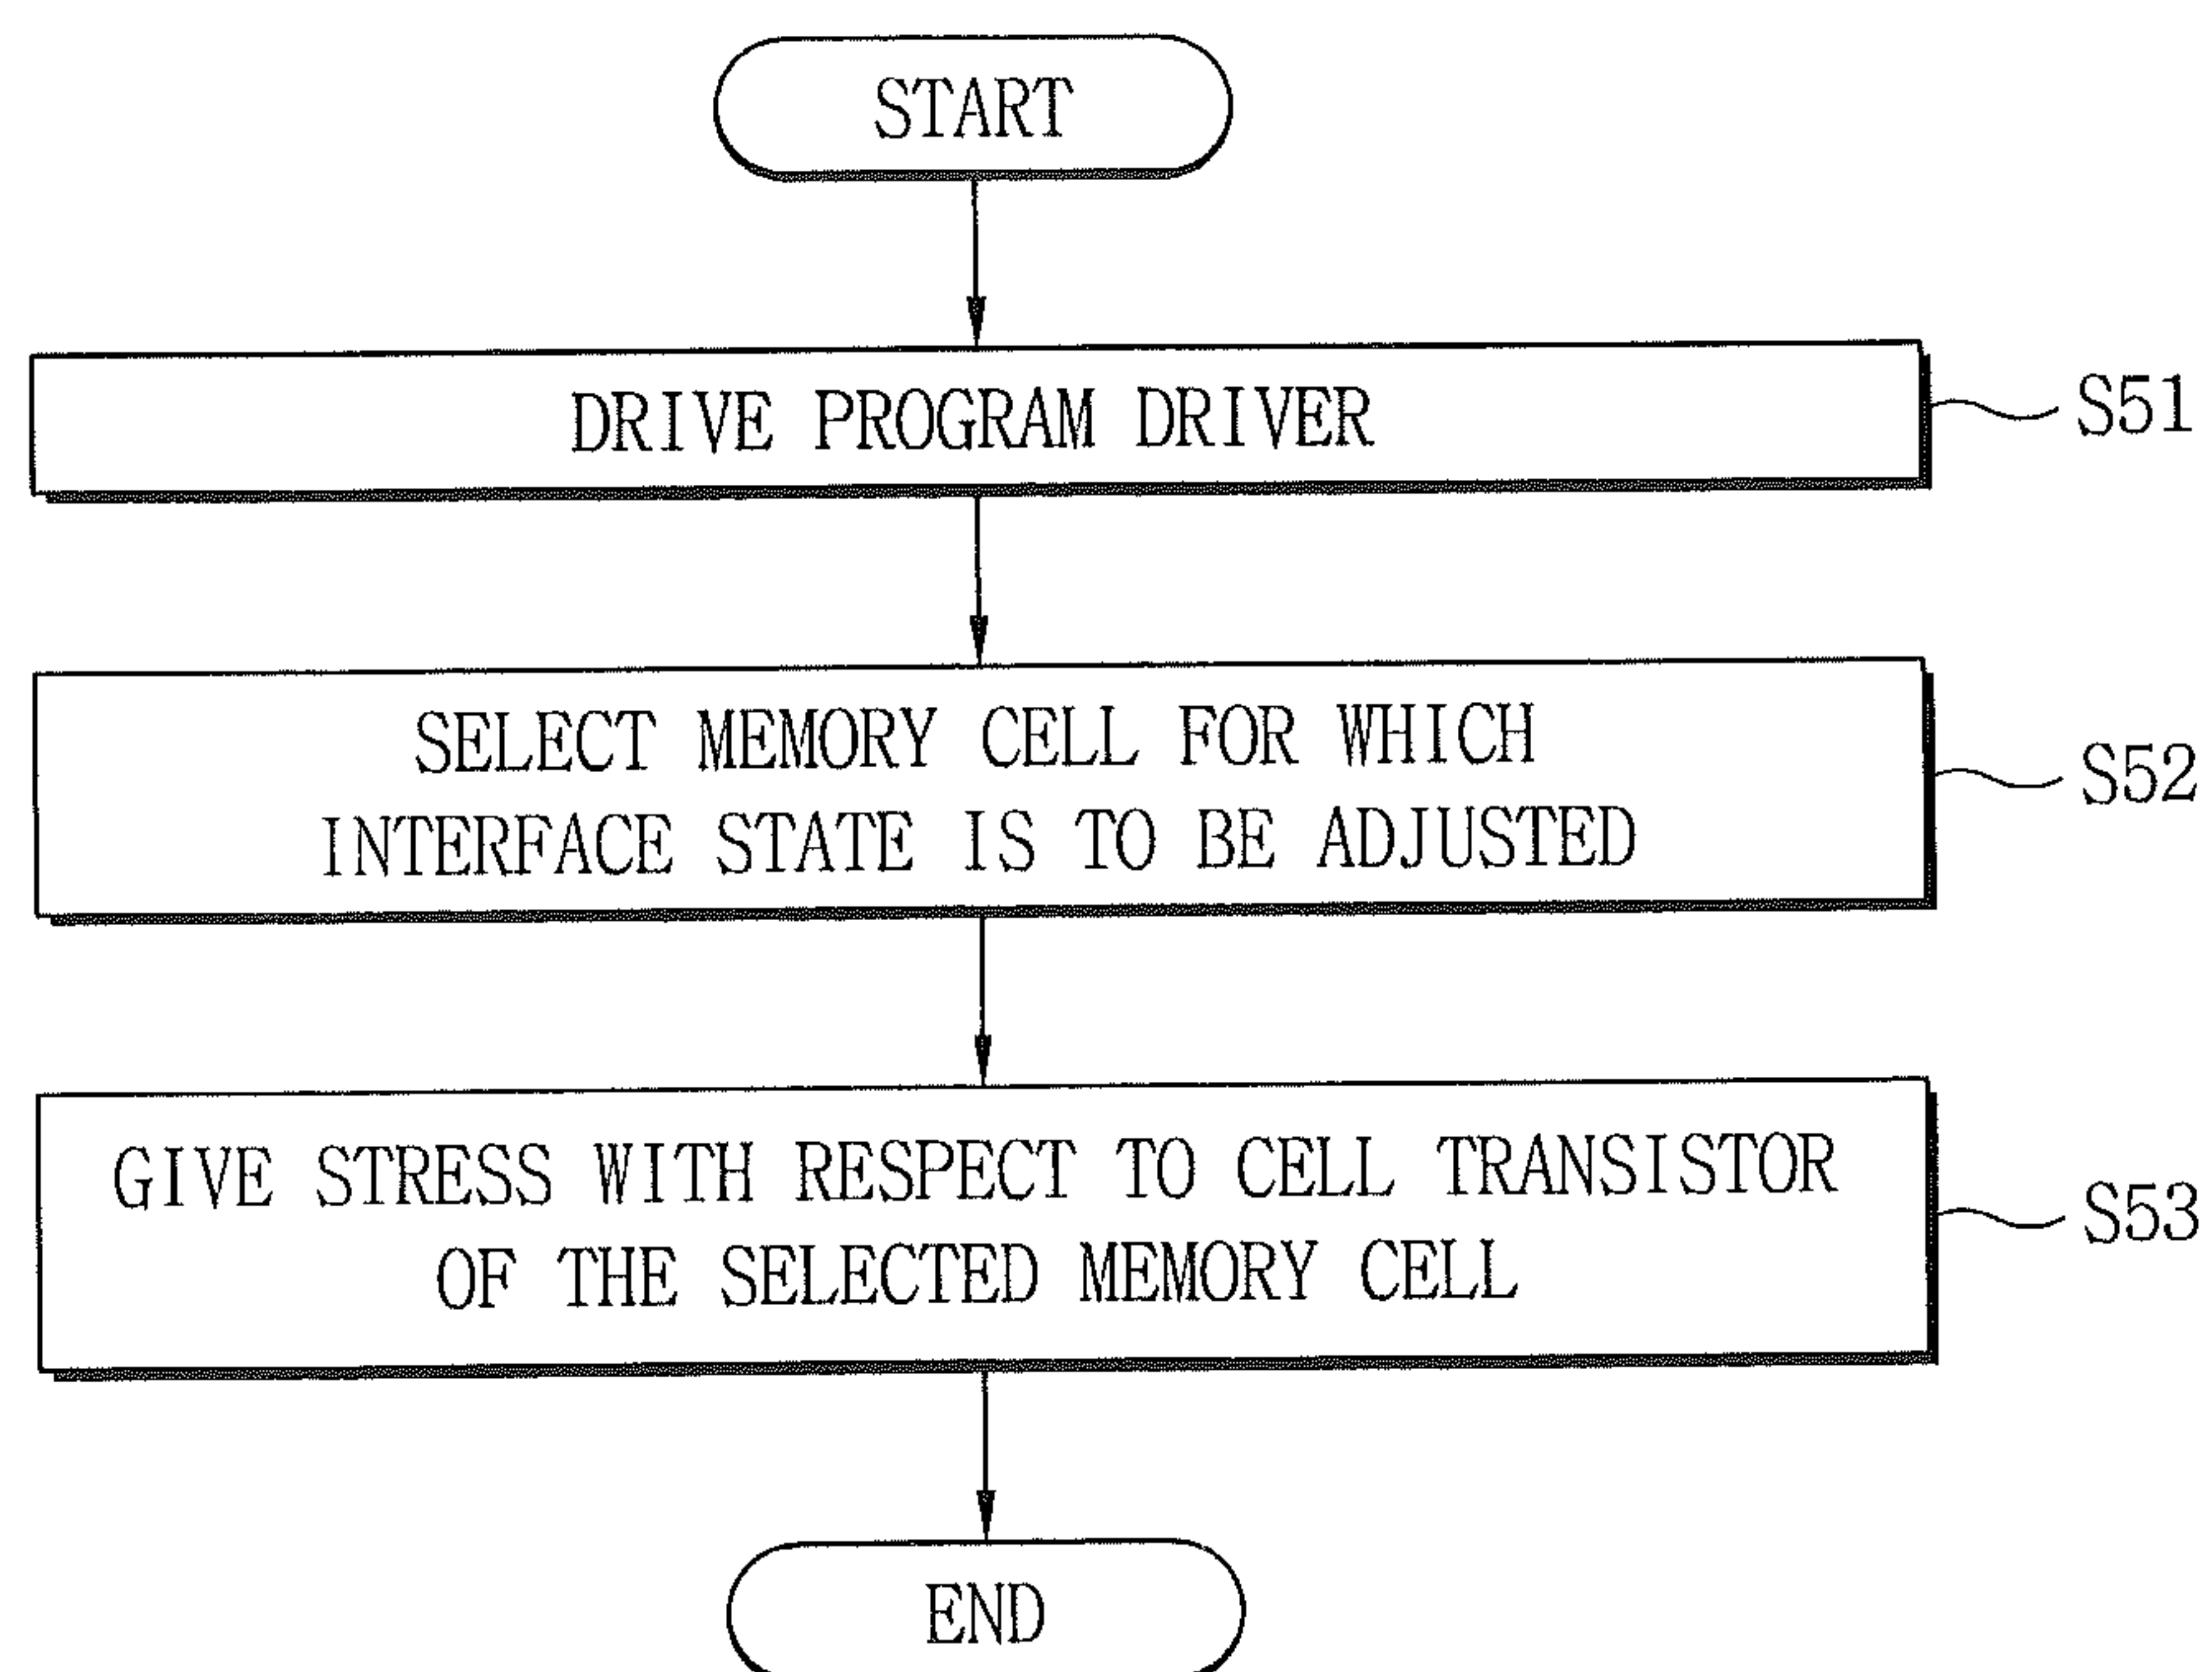 START
DRIVE PROGRAM DRIVER
S51
SELECT MEMORY CELL FOR WHICH
INTERFACE STATE IS TO BE ADJUSTED
S52
GIVE STRESS WITH RESPECT TO CELL TRANSISTOR
OF THE SELECTED MEMORY CELL
S53
END